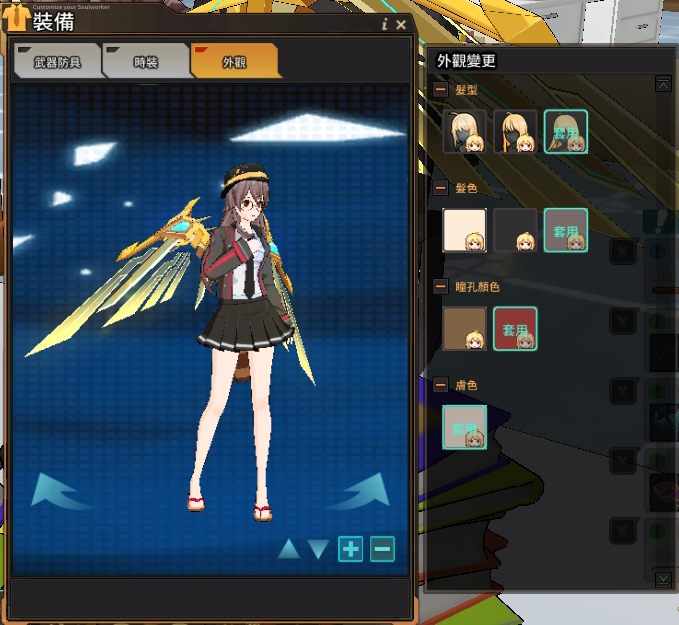 Customize your Soulworker
裝備
武器防具
時裝
外觀
外觀變更
髮型
套用
髮色
套用
瞳孔顏色
套用
膚色
套用